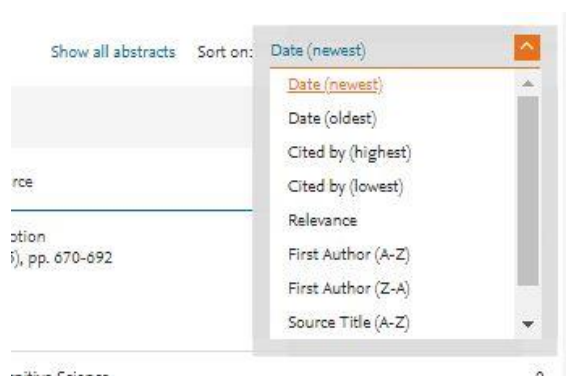 Show all abstracts Sort on: Date (newest)
Date (newest)
Date (oldest)
Cited by (highest)
Cited by (lowest)
Relevance
First Author (A-Z)
First Author (Z-A)
Source Title (A-Z)
rce
ption
), pp. 670-692